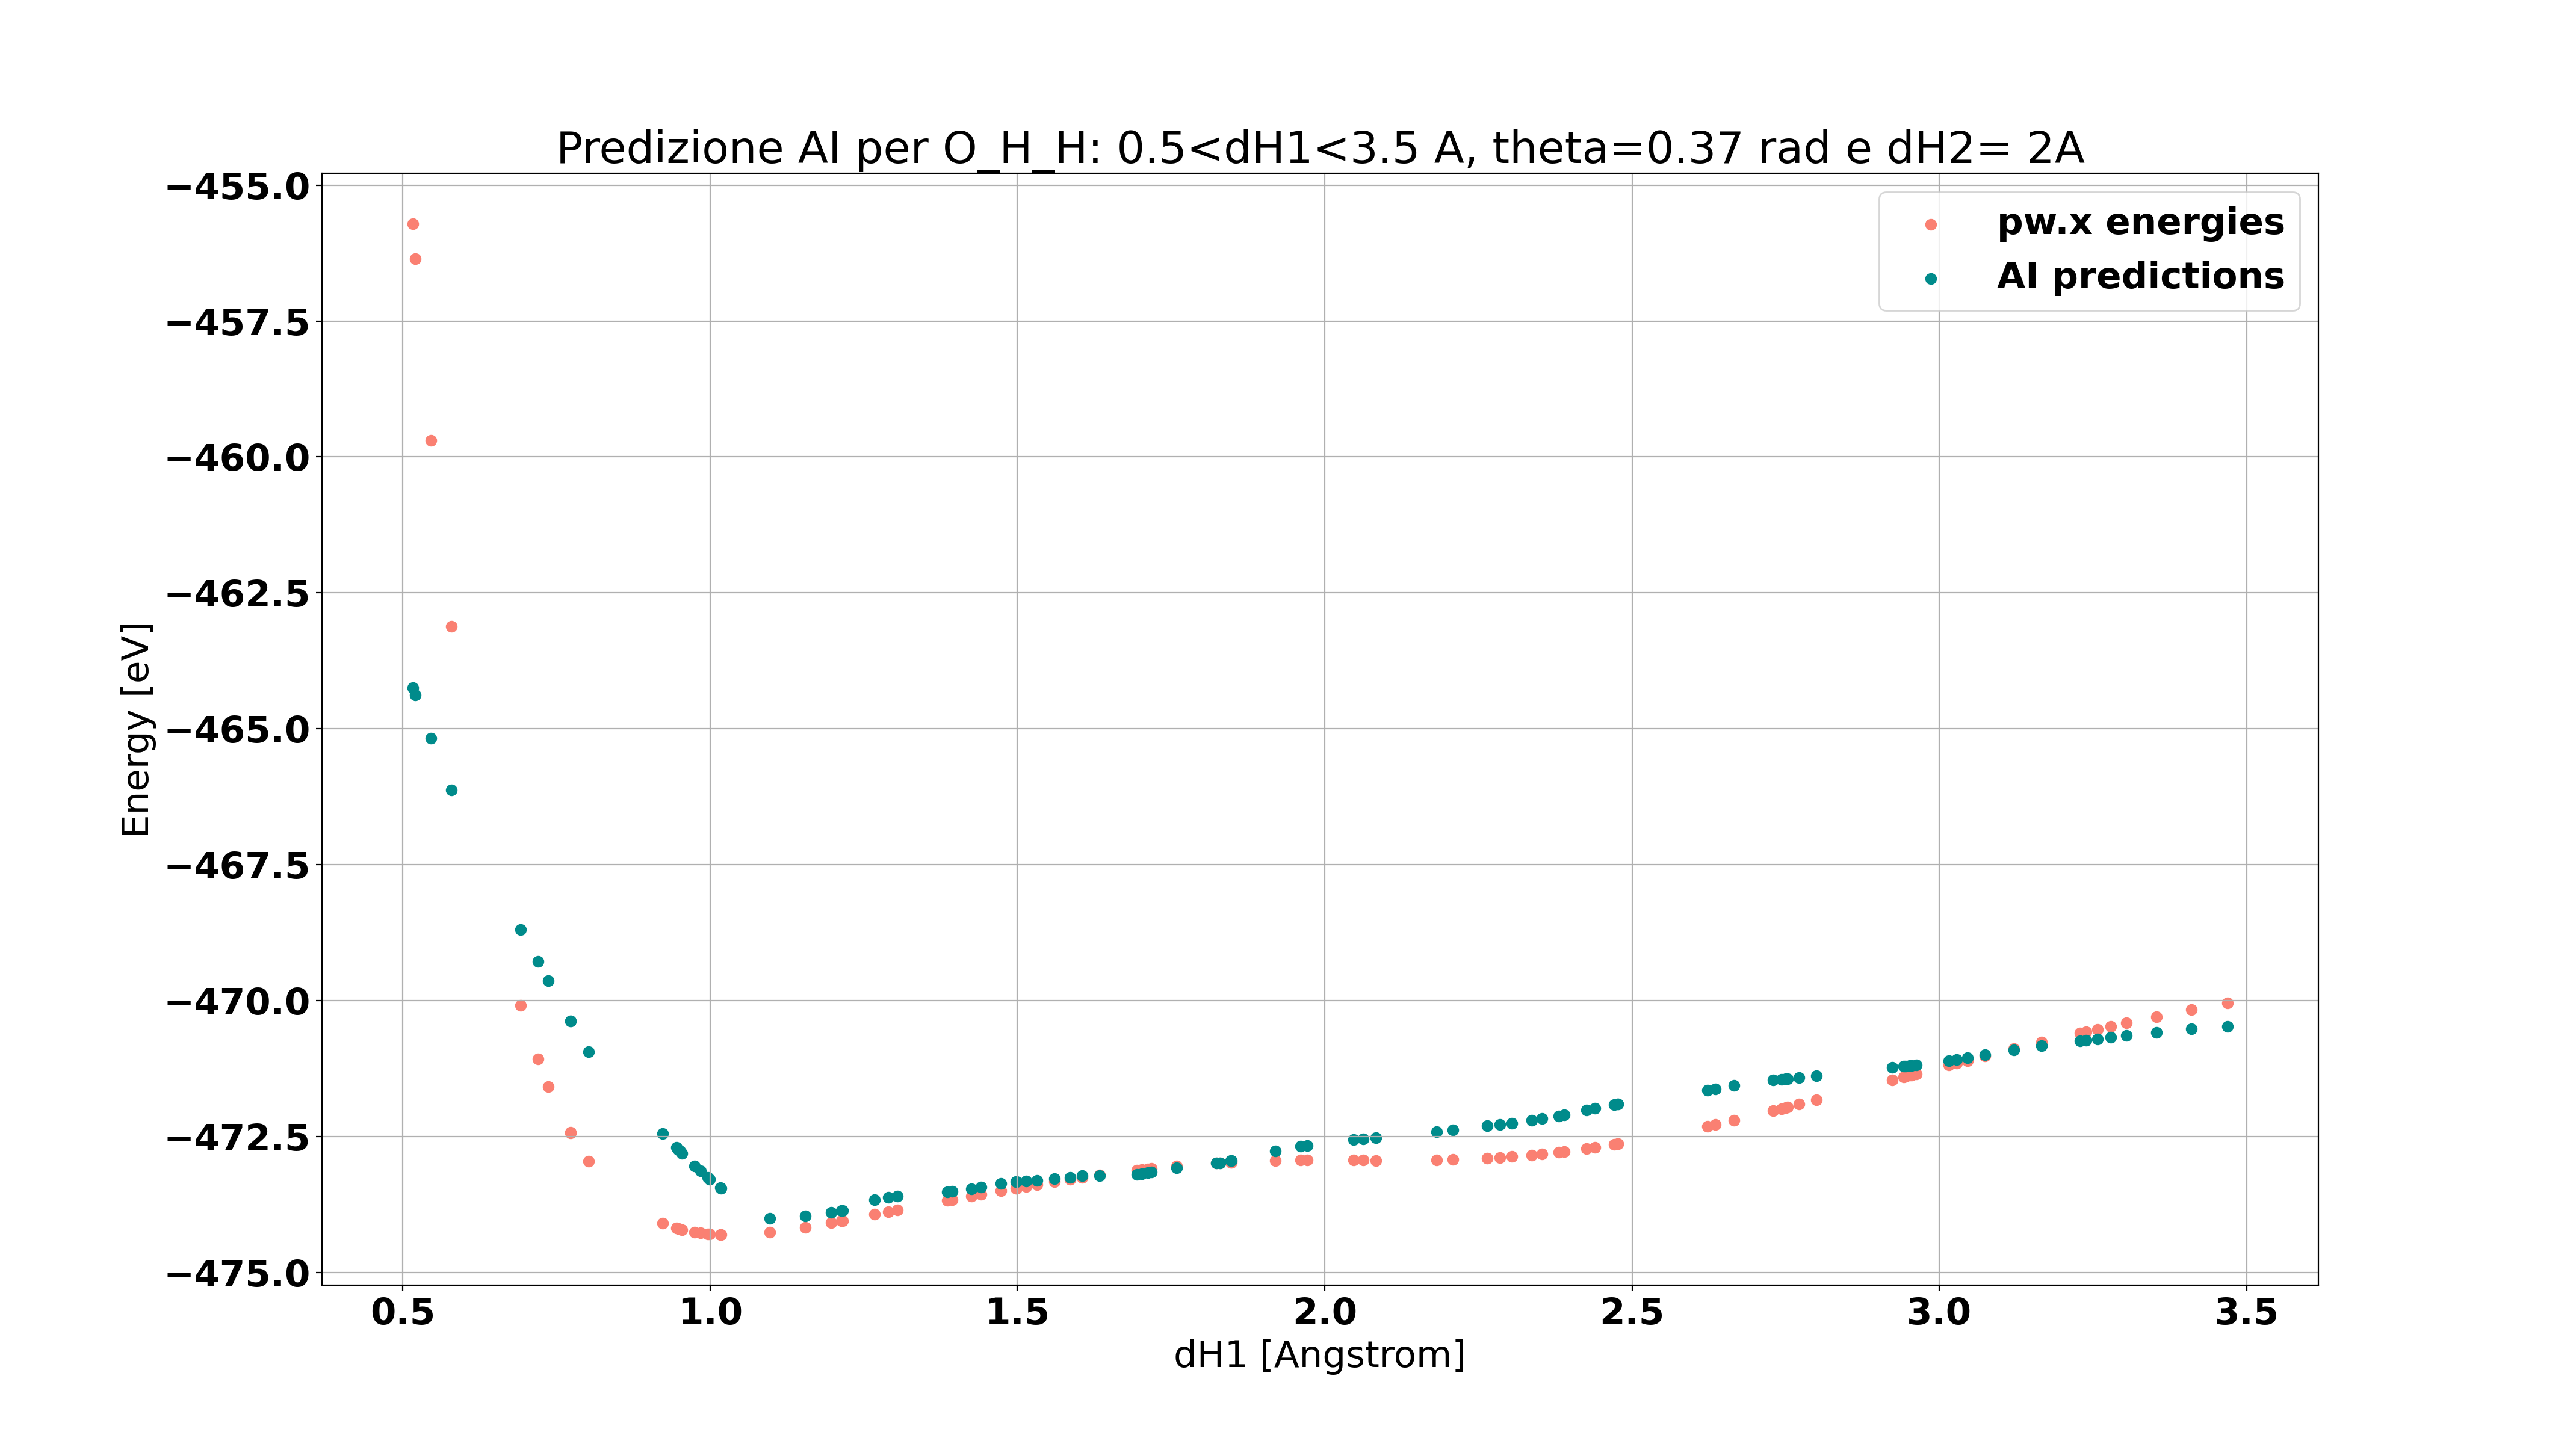 Predizione AI per O_H_H: 0.5<dH1<3.5 A, theta=0.37 rad e dH2= 2A
pw.x energies
AI predictions
−455.0
−457.5
−460.0
−462.5
−465.0
−467.5
−470.0
−472.5
−475.0
Energy [eV]
0.5 1.0 1.5 2.0 2.5 3.0 3.5
dH1 [Angstrom]